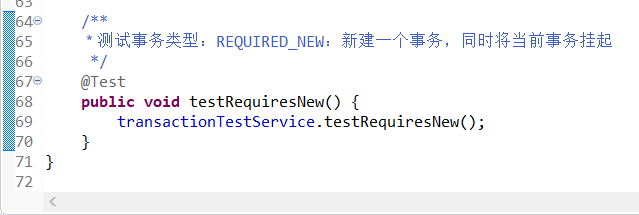 63
64 /**
65 * 测试事务类型：REQUIRED_NEW：新建一个事务，同时将当前事务挂起
66 */
67 @Test
68 public void testRequiresNew() {
69 transactionTestService.testRequiresNew();
70 }
71 }
72